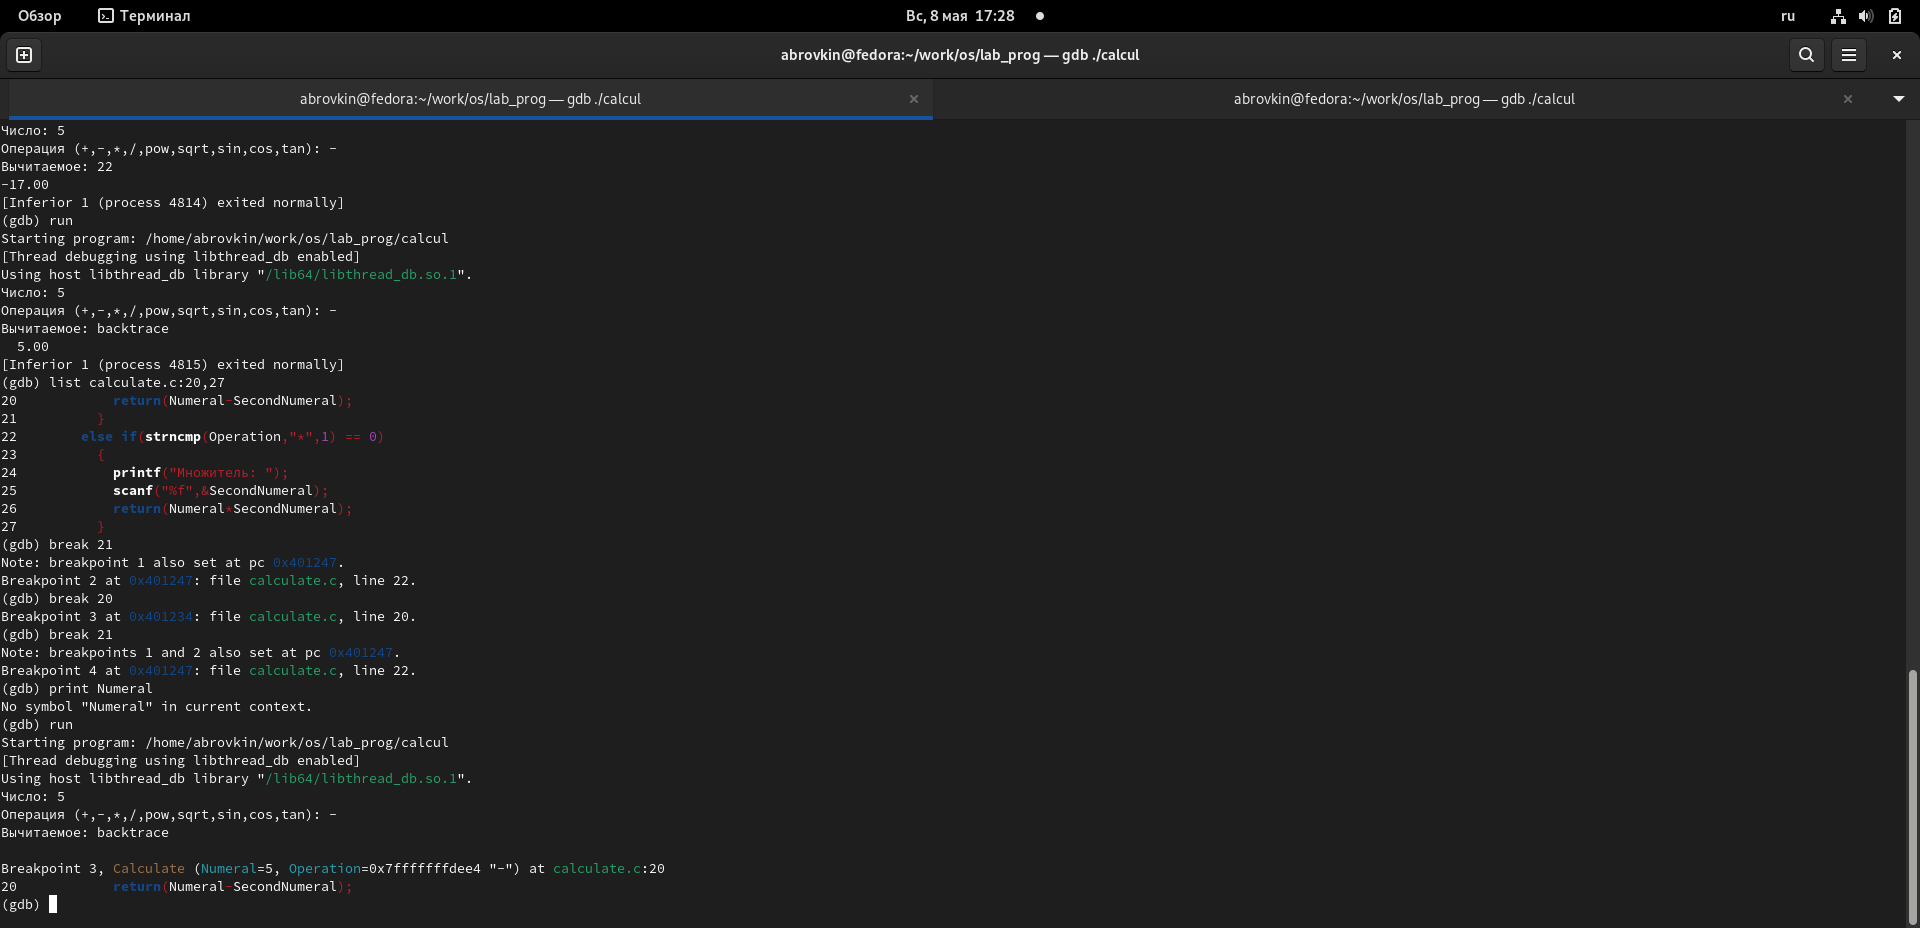 Обзор Терминал Вс, 8 мая 17:28 ru
abrovkin@fedora:~/work/os/lab_prog — gdb ./calcul
abrovkin@fedora:~/work/os/lab_prog — gdb ./calcul abrovkin@fedora:~/work/os/lab_prog — gdb ./calcul
Число: 5
Операция (+,-,*,/,pow,sqrt,sin,cos,tan): -
Вычитаемое: 22
-17.00
[Inferior 1 (process 4814) exited normally]
(gdb) run
Starting program: /home/abrovkin/work/os/lab_prog/calcul
[Thread debugging using libthread_db enabled]
Using host libthread_db library "/lib64/libthread_db.so.1".
Число: 5
Операция (+,-,*,/,pow,sqrt,sin,cos,tan): -
Вычитаемое: backtrace
  5.00
[Inferior 1 (process 4815) exited normally]
(gdb) list calculate.c:20,27
20            return(Numeral-SecondNumeral);
21          }
22        else if(strncmp(Operation,"*",1) == 0)
23          {
24            printf("Множитель: ");
25            scanf("%f",&SecondNumeral);
26            return(Numeral*SecondNumeral);
27          }
(gdb) break 21
Note: breakpoint 1 also set at pc 0x401247.
Breakpoint 2 at 0x401247: file calculate.c, line 22.
(gdb) break 20
Breakpoint 3 at 0x401234: file calculate.c, line 20.
(gdb) break 21
Note: breakpoints 1 and 2 also set at pc 0x401247.
Breakpoint 4 at 0x401247: file calculate.c, line 22.
(gdb) print Numeral
No symbol "Numeral" in current context.
(gdb) run
Starting program: /home/abrovkin/work/os/lab_prog/calcul
[Thread debugging using libthread_db enabled]
Using host libthread_db library "/lib64/libthread_db.so.1".
Число: 5
Операция (+,-,*,/,pow,sqrt,sin,cos,tan): -
Вычитаемое: backtrace
Breakpoint 3, Calculate (Numeral=5, Operation=0x7fffffffdee4 "-") at calculate.c:20
20            return(Numeral-SecondNumeral);
(gdb)